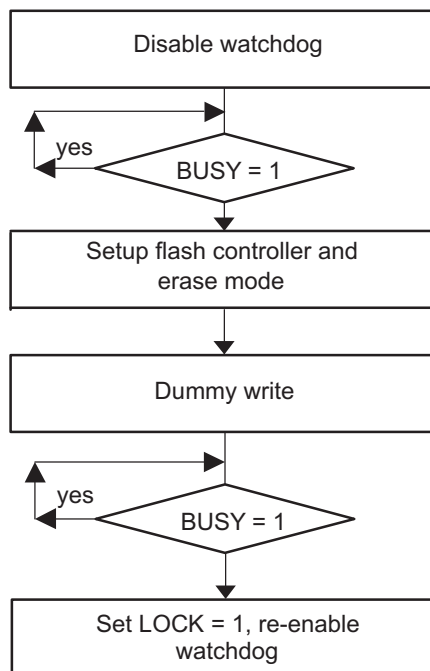 Disable watchdog
yes
BUSY = 1
Setup flash controller and
erase mode
Dummy write
yes
BUSY = 1
Set LOCK = 1, re-enable
watchdog